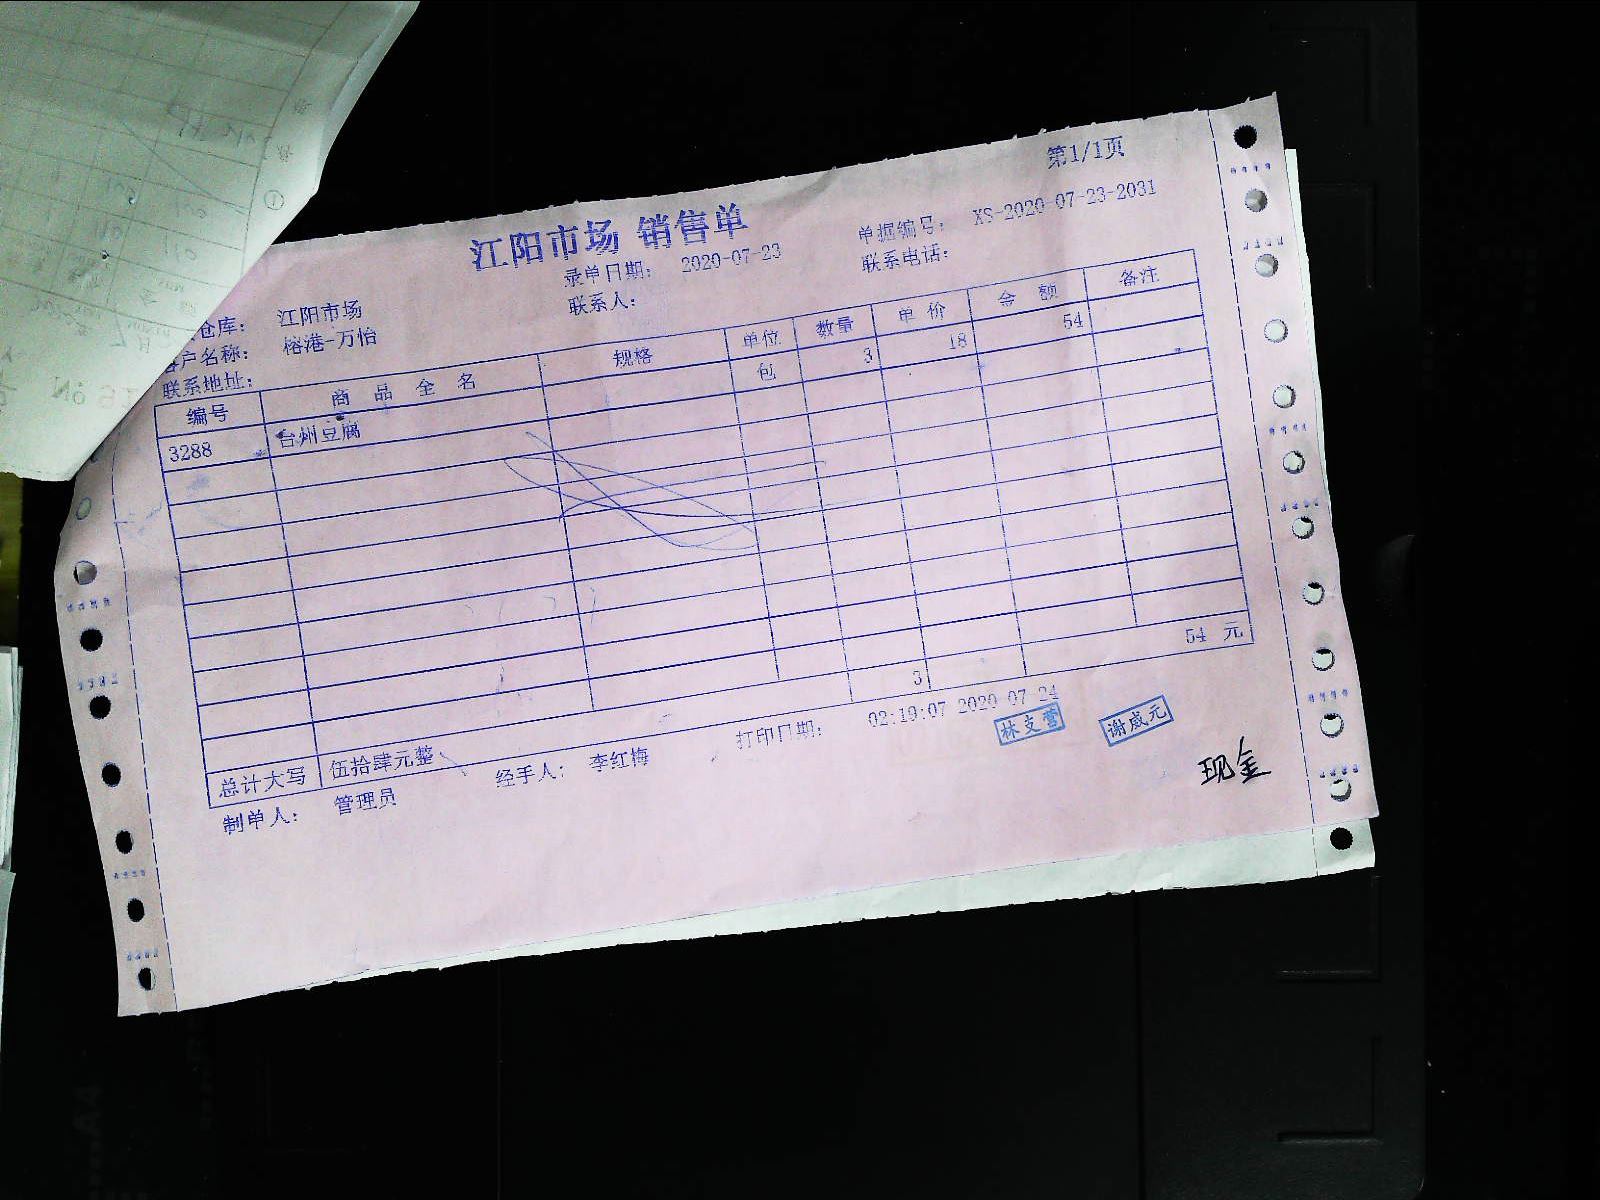 第1/1页
江阳市场 销售单
录单日期： 2020-07-23
单据编号： XS-2020-07-23-2031
仓库： 江阳市场
联系人：
联系电话：
客户名称： 榕港-万怡
联系地址：
编号 商品全名 规格 单位 数量 单价 金额 备注
3288 台州豆腐 包 3 18 54
3 54 元
总计大写 伍拾肆元整
制单人： 管理员 经手人： 李红梅 打印日期： 02:19:07 2020-07-24
林支营 谢成元
现金